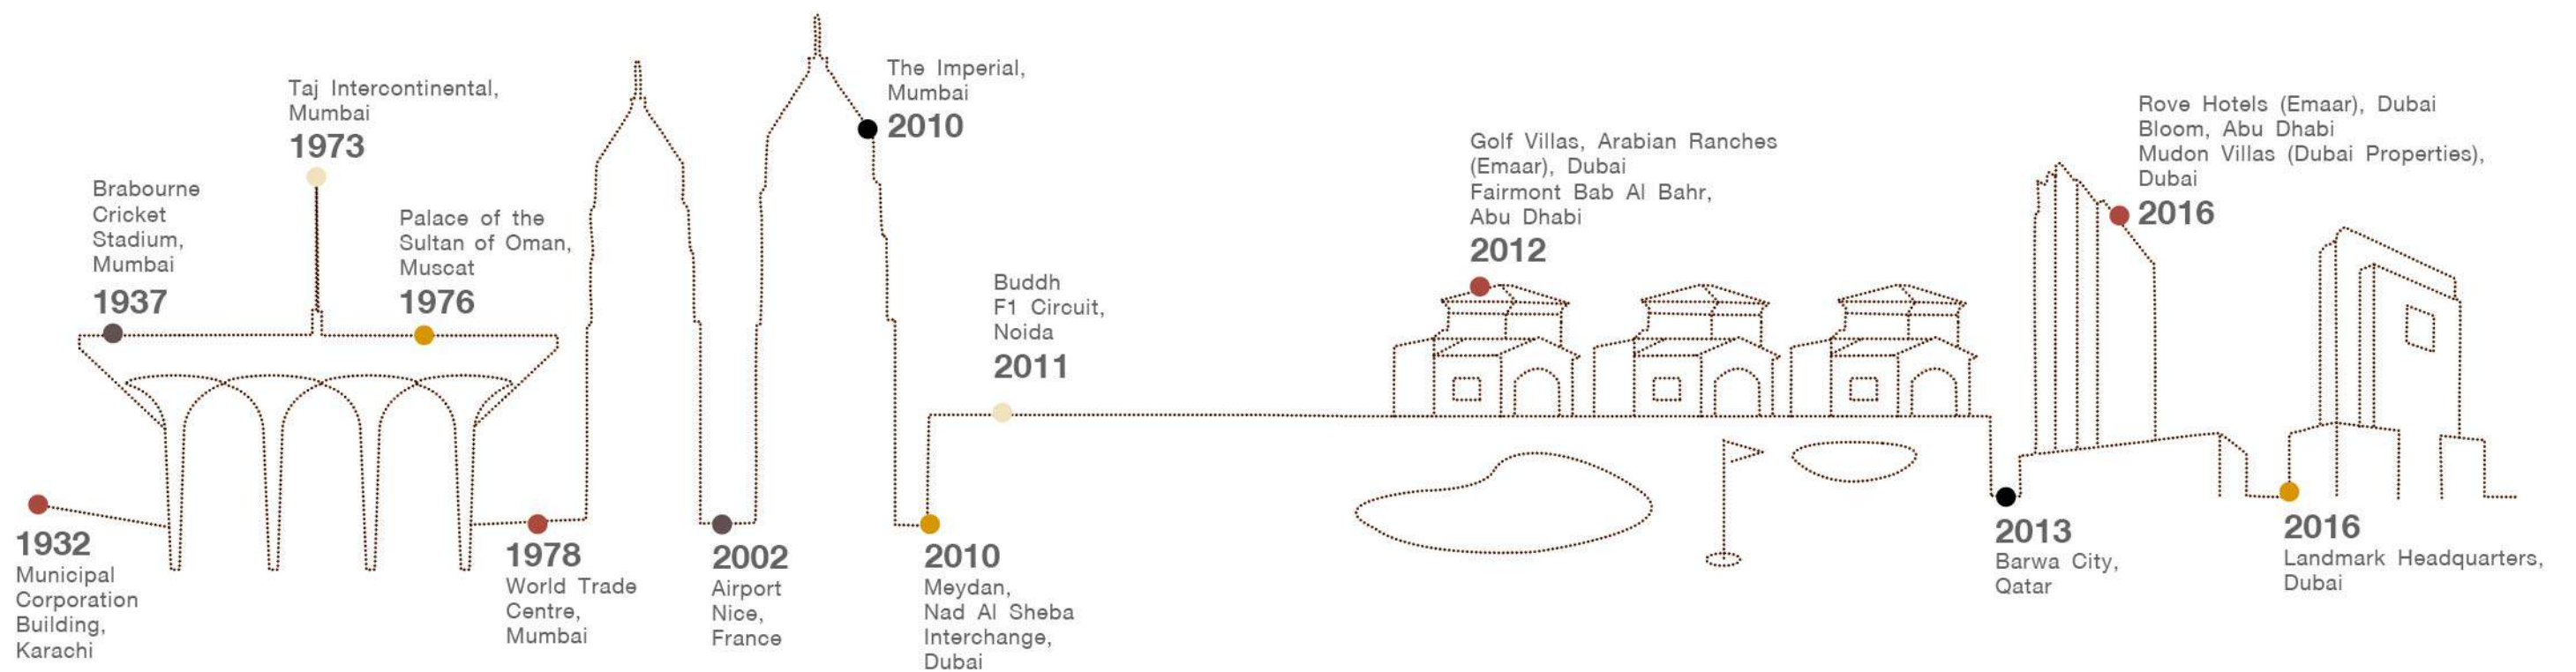 1932
Municipal
Corporation
Building,
Karachi
Brabourne
Cricket
Stadium,
Mumbai
1937
Taj Intercontinental,
Mumbai
1973
Palace of the
Sultan of Oman,
Muscat
1976
1978
World Trade
Centre,
Mumbai
2002
Airport
Nice,
France
The Imperial,
Mumbai
2010
2010
Meydan,
Nad Al Sheba
Interchange,
Dubai
Buddh
F1 Circuit,
Noida
2011
Golf Villas, Arabian Ranches
(Emaar), Dubai
Fairmont Bab Al Bahr,
Abu Dhabi
2012
2013
Barwa City,
Qatar
Rove Hotels (Emaar), Dubai
Bloom, Abu Dhabi
Mudon Villas (Dubai Properties),
Dubai
2016
2016
Landmark Headquarters,
Dubai